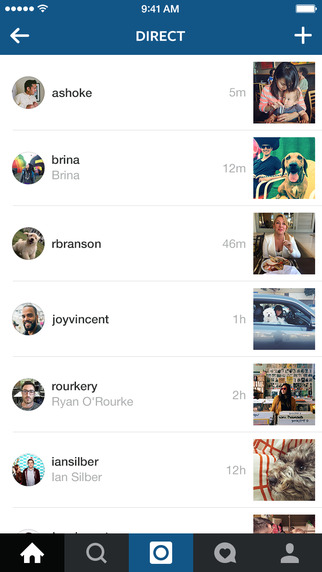 9:41 AM
DIRECT
ashoke
5m
brina
Brina
12m
rbranson
46m
joyvincent
1h
rourkery
Ryan O'Rourke
2h
iansilber
Ian Silber
12h